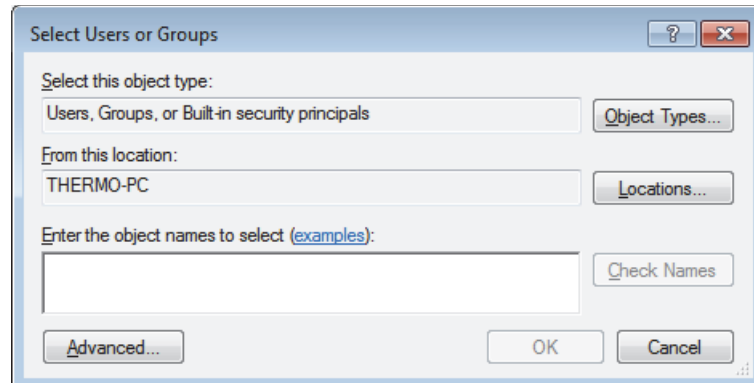 Select Users or Groups
Select this object type:
Users, Groups, or Built-in security principals
Object Types...
From this location:
THERMO-PC
Locations...
Enter the object names to select (examples):
Check Names
Advanced...
OK
Cancel